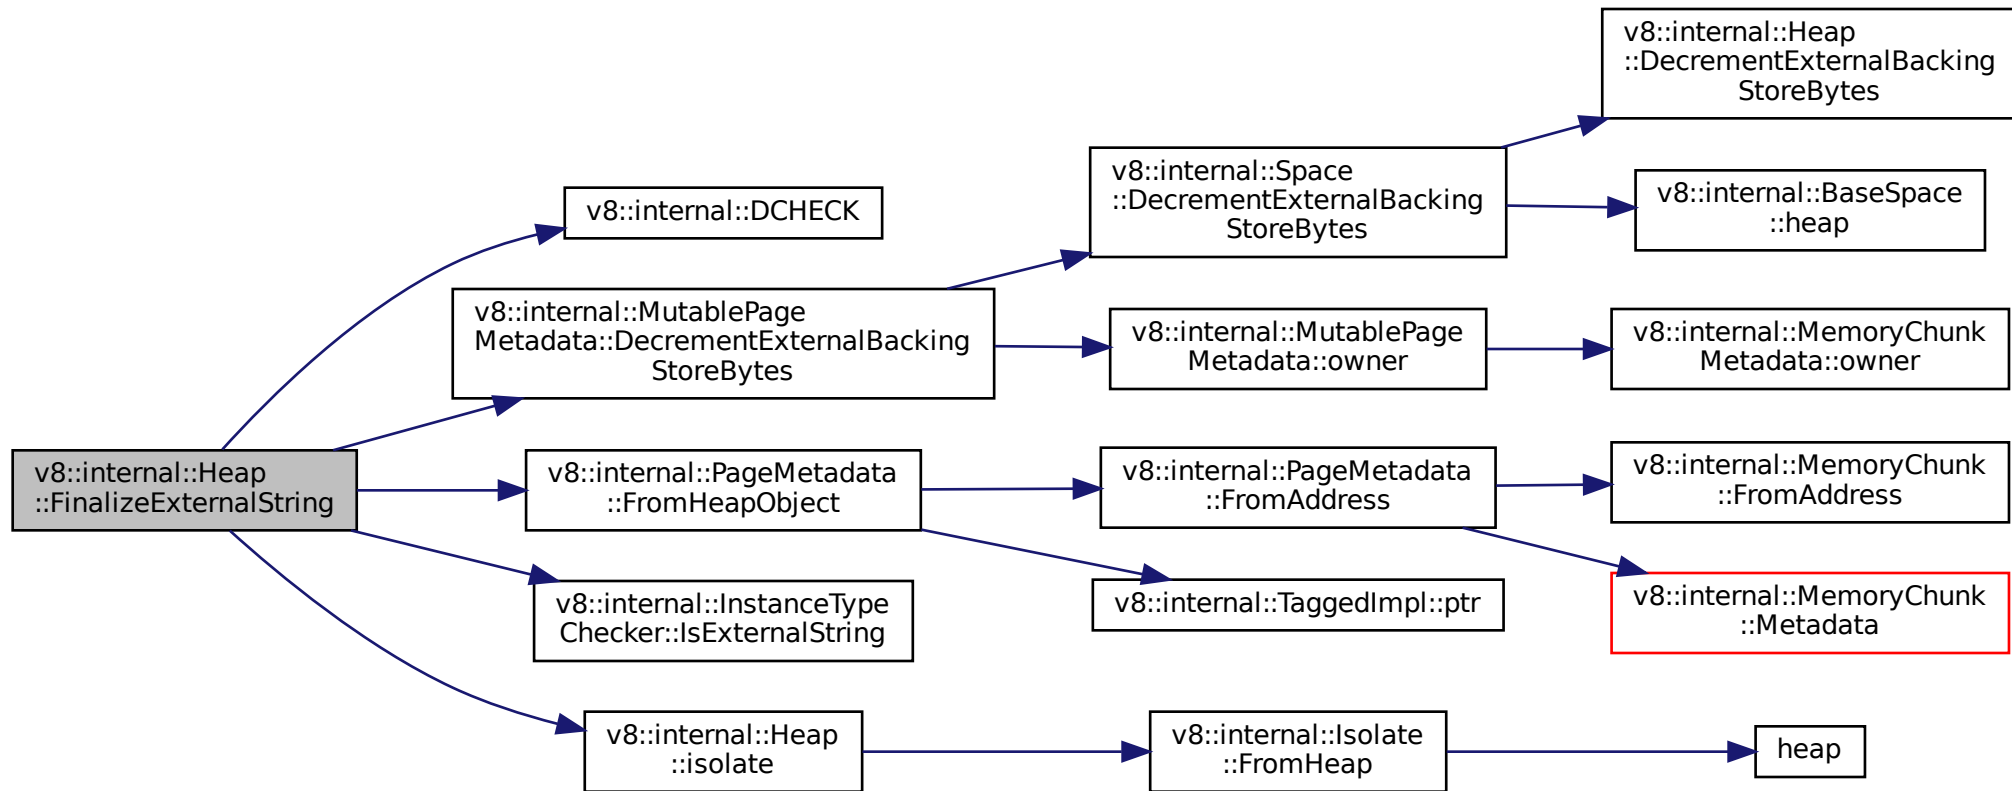 v8::internal::Heap
::FinalizeExternalString
v8::internal::DCHECK
v8::internal::MutablePage
Metadata::DecrementExternalBacking
StoreBytes
v8::internal::PageMetadata
::FromHeapObject
v8::internal::InstanceType
Checker::IsExternalString
v8::internal::Heap
::isolate
v8::internal::Space
::DecrementExternalBacking
StoreBytes
v8::internal::MutablePage
Metadata::owner
v8::internal::PageMetadata
::FromAddress
v8::internal::TaggedImpl::ptr
v8::internal::Isolate
::FromHeap
v8::internal::Heap
::DecrementExternalBacking
StoreBytes
v8::internal::BaseSpace
::heap
v8::internal::MemoryChunk
Metadata::owner
v8::internal::MemoryChunk
::FromAddress
v8::internal::MemoryChunk
::Metadata
heap